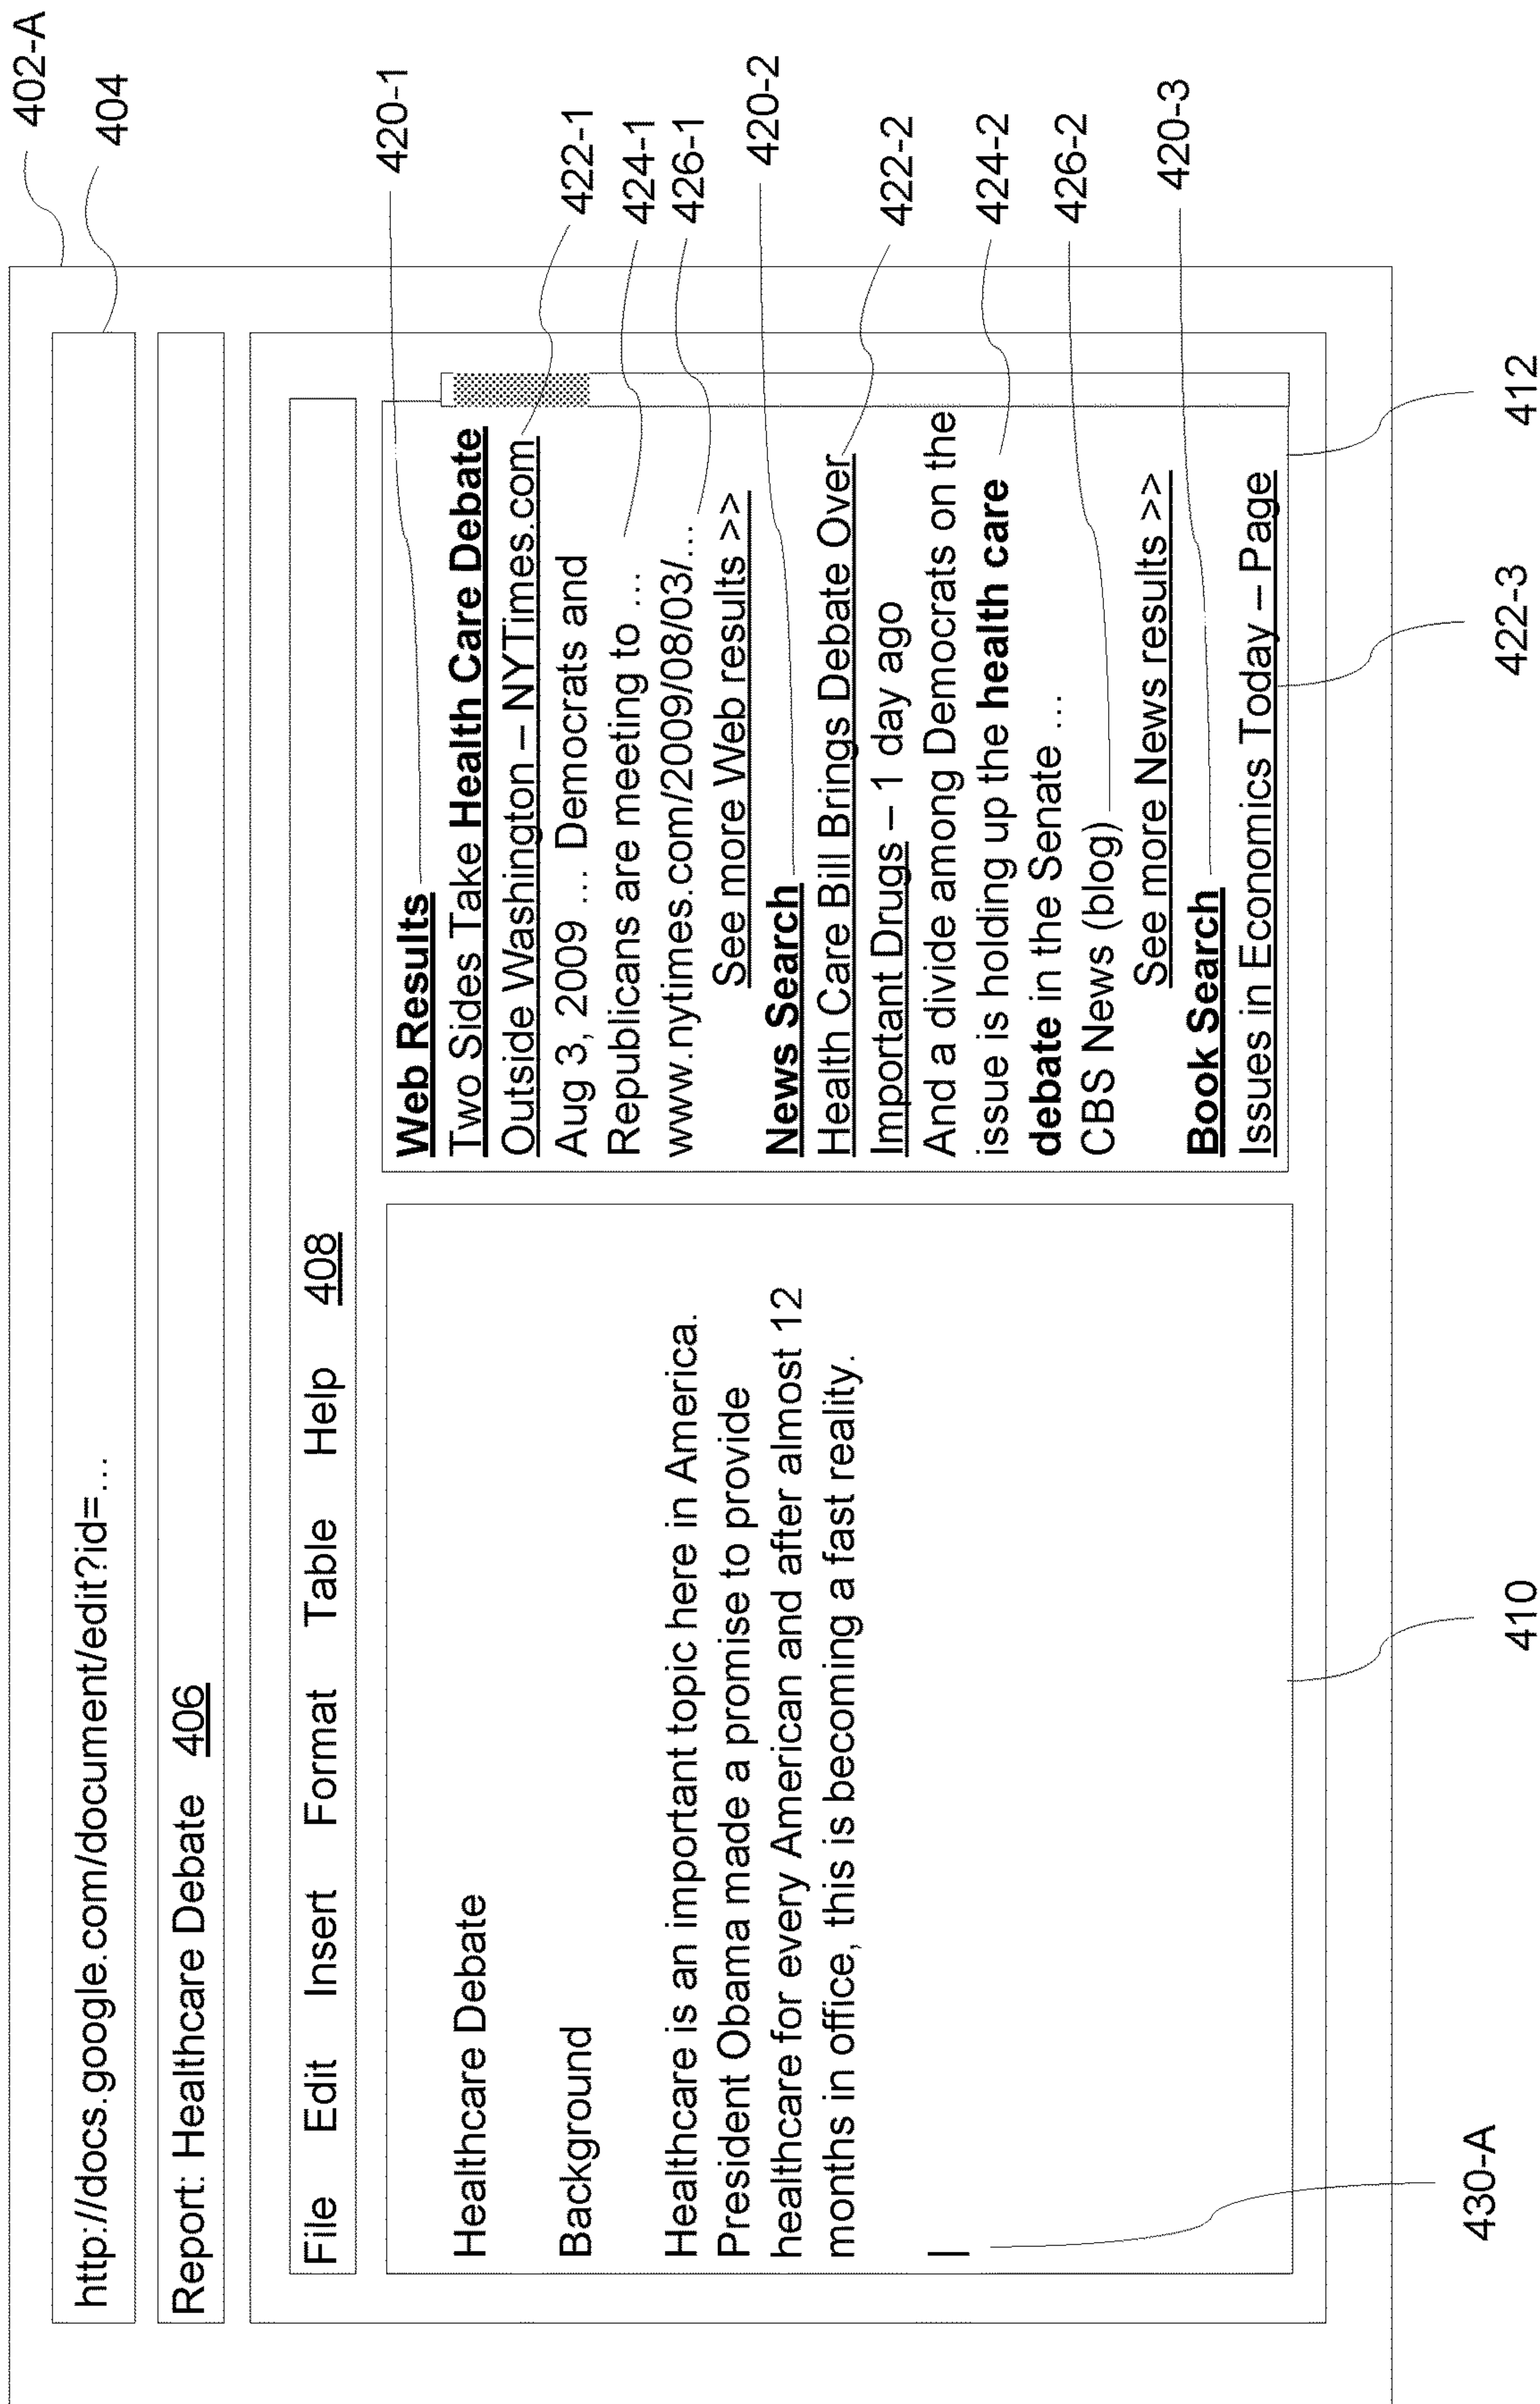 402-A
404
http://docs.google.com/document/edit?id=...
Report: Healthcare Debate 406
File Edit Insert Format Table Help 408
Healthcare Debate
Background
Healthcare is an important topic here in America.
President Obama made a promise to provide
healthcare for every American and after almost 12
months in office, this is becoming a fast reality.
|
Web Results
Two Sides Take Health Care Debate
Outside Washington – NYTimes.com
Aug 3, 2009 ... Democrats and
Republicans are meeting to ...
www.nytimes.com/2009/08/03/...
See more Web results >>
News Search
Health Care Bill Brings Debate Over
Important Drugs – 1 day ago
And a divide among Democrats on the
issue is holding up the health care
debate in the Senate ...
CBS News (blog)
See more News results >>
Book Search
Issues in Economics Today – Page
420-1
422-1
424-1
426-1
420-2
422-2
424-2
426-2
420-3
430-A
410
422-3
412